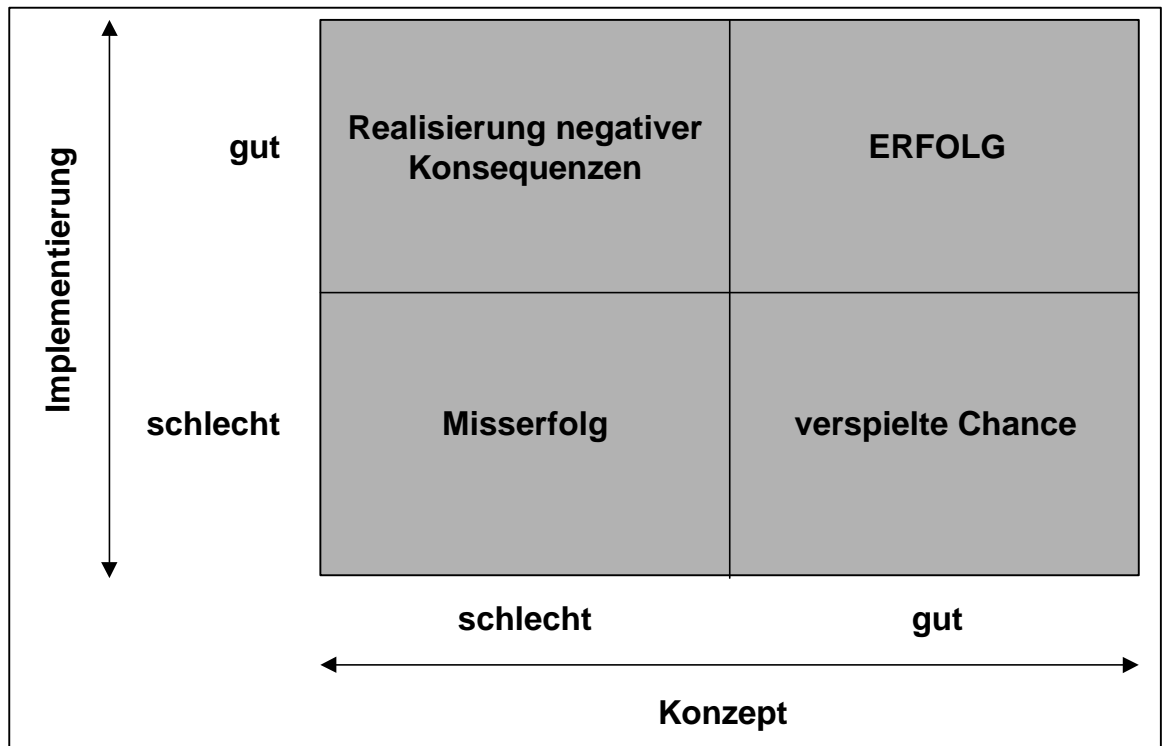 Implementierung
gut
Realisierung negativer
Konsequenzen
ERFOLG
schlecht
Misserfolg
verspielte Chance
schlecht
gut
Konzept